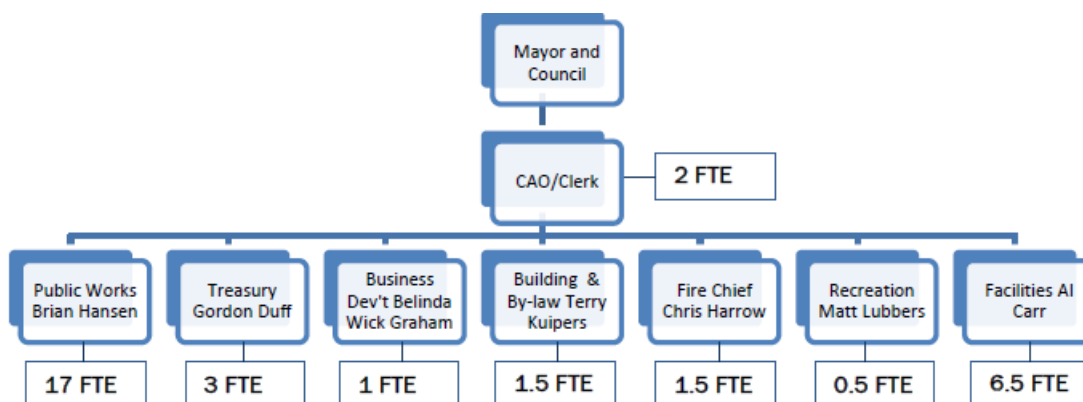 Mayor and
Council
CAO/Clerk
2 FTE
Public Works
Brian Hansen
Treasury
Gordon Duff
Business
Dev't Belinda
Wick Graham
Building &
By-law Terry
Kuipers
Fire Chief
Chris Harrow
Recreation
Matt Lubbers
Facilities Al
Carr
17 FTE
3 FTE
1 FTE
1.5 FTE
1.5 FTE
0.5 FTE
6.5 FTE